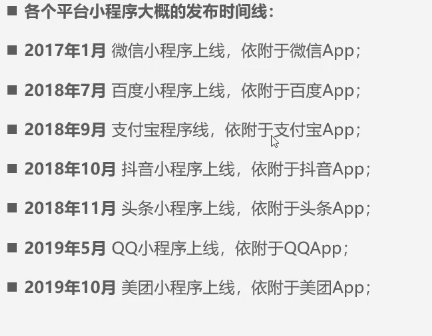 ■ 各个平台小程序大概的发布时间线：
■ 2017年1月 微信小程序上线，依附于微信App；
■ 2018年7月 百度小程序上线，依附于百度App；
■ 2018年9月 支付宝程序线，依附于支付宝App；
■ 2018年10月 抖音小程序上线，依附于抖音App；
■ 2018年11月 头条小程序上线，依附于头条App；
■ 2019年5月 QQ小程序上线，依附于QQApp；
■ 2019年10月 美团小程序上线，依附于美团App；